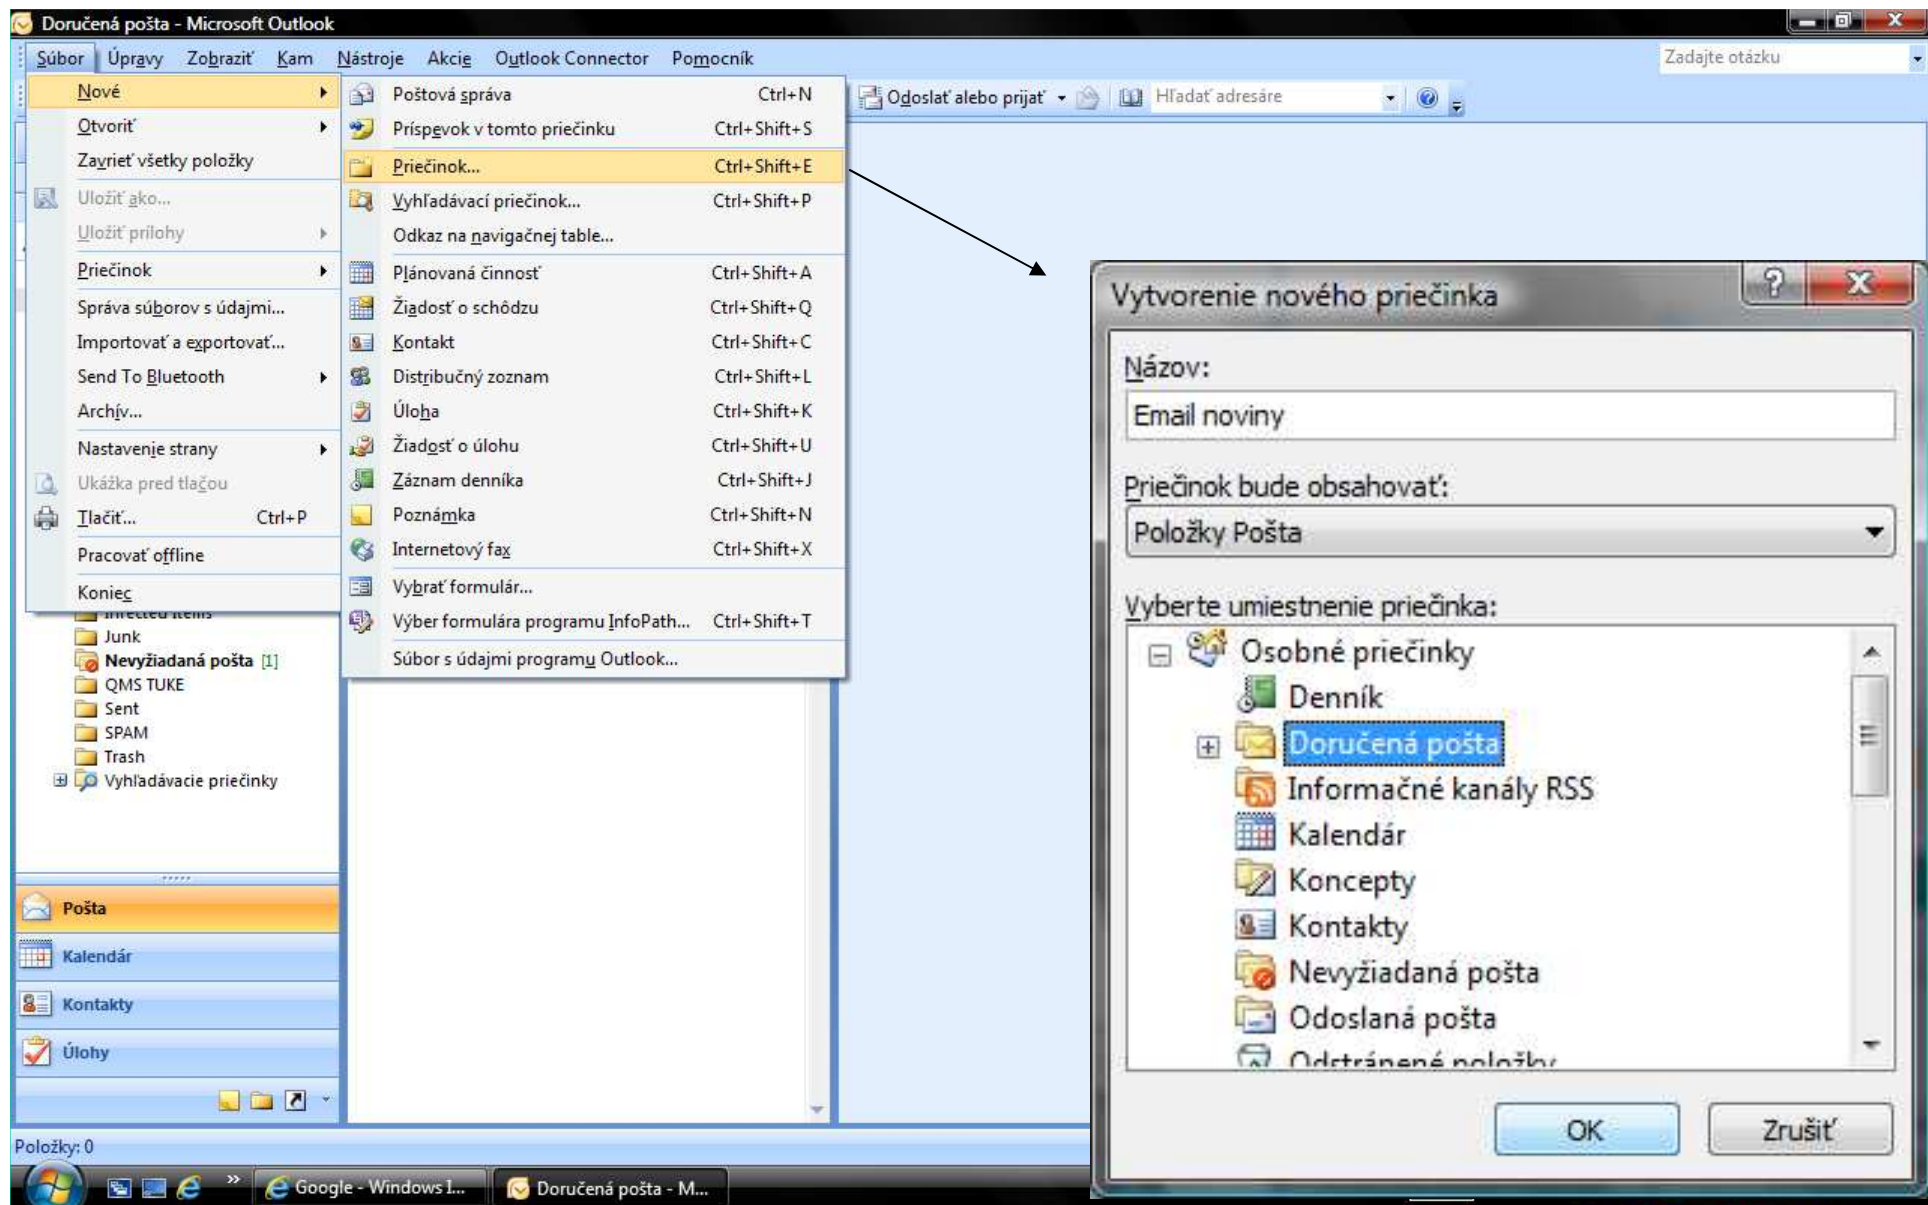 Doručená pošta - Microsoft Outlook
Súbor Úpravy Zobraziť Kam Nástroje Akcie Outlook Connector Pomocník
Zadajte otázku
Odoslať alebo prijať
Hľadať adresáre
Nové
Otvoriť
Zavrieť všetky položky
Uložiť ako...
Uložiť prílohy
Priečinok
Správa súborov s údajmi...
Importovať a exportovať...
Send To Bluetooth
Archív...
Nastavenie strany
Ukážka pred tlačou
Tlačiť... Ctrl+P
Pracovať offline
Koniec
Poštová správa Ctrl+N
Príspevok v tomto priečinku Ctrl+Shift+S
Priečinok... Ctrl+Shift+E
Vyhľadávací priečinok... Ctrl+Shift+P
Odkaz na navigačnej table...
Plánovaná činnosť Ctrl+Shift+A
Žiadosť o schôdzu Ctrl+Shift+Q
Kontakt Ctrl+Shift+C
Distribučný zoznam Ctrl+Shift+L
Úloha Ctrl+Shift+K
Žiadosť o úlohu Ctrl+Shift+U
Záznam denníka Ctrl+Shift+J
Poznámka Ctrl+Shift+N
Internetový fax Ctrl+Shift+X
Vybrať formulár...
Výber formulára programu InfoPath... Ctrl+Shift+T
Súbor s údajmi programu Outlook...
Infected Items
Junk
Nevyžiadaná pošta [1]
QMS TUKE
Sent
SPAM
Trash
Vyhľadávacie priečinky
Pošta
Kalendár
Kontakty
Úlohy
Položky: 0
Google - Windows I...
Doručená pošta - M...
Vytvorenie nového priečinka
Názov:
Email noviny
Priečinok bude obsahovať:
Položky Pošta
Vyberte umiestnenie priečinka:
Osobné priečinky
Denník
Doručená pošta
Informačné kanály RSS
Kalendár
Koncepty
Kontakty
Nevyžiadaná pošta
Odoslaná pošta
Odstránené položky
OK Zrušiť